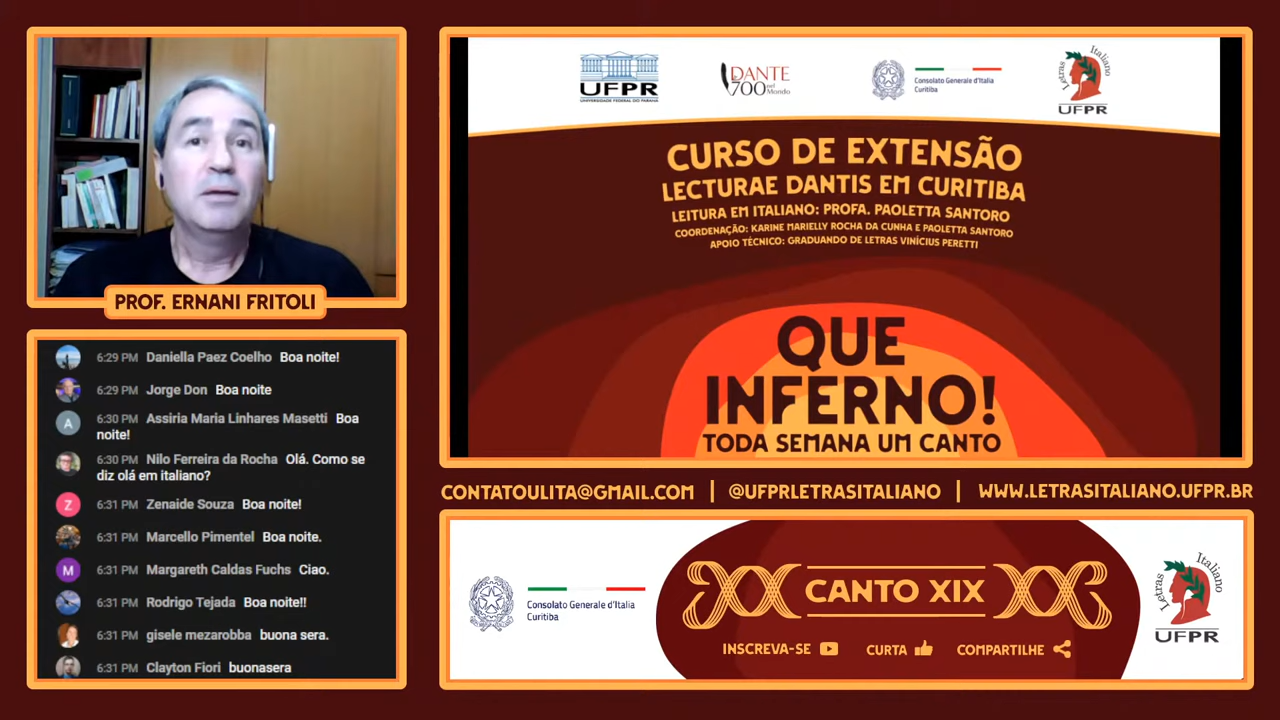 PROF. ERNANI FRITOLI
6:29 PM Daniella Paez Coelho Boa noite!
6:29 PM Jorge Don Boa noite
A
6:30 PM Assiria Maria Linhares Masetti Boa
noite!
6:30 PM Nilo Ferreira da Rocha Olá. Como se
diz olá em italiano?
Z
6:31 PM Zenaide Souza Boa noite!
6:31 PM Marcello Pimentel Boa noite.
M
6:31 PM Margareth Caldas Fuchs Ciao.
6:31 PM Rodrigo Tejada Boa noite!!
6:31 PM gisele mezarobba buona sera.
6:31 PM Clayton Fiori buonasera
UFPR
UNIVERSIDADE FEDERAL DO PARANÁ
DANTE
700 nel
Mondo
Consolato Generale d'Italia
Curitiba
Letras Italiano
UFPR
CURSO DE EXTENSÃO
LECTURAE DANTIS EM CURITIBA
LEITURA EM ITALIANO: PROFA. PAOLETTA SANTORO
COORDENAÇÃO: KARINE MARIELLY ROCHA DA CUNHA E PAOLETTA SANTORO
APOIO TÉCNICO: GRADUANDO DE LETRAS VINÍCIUS PERETTI
QUE
INFERNO!
TODA SEMANA UM CANTO
CONTATOULITA@GMAIL.COM | @UFPRLETRASITALIANO | WWW.LETRASITALIANO.UFPR.BR
Consolato Generale d'Italia
Curitiba
CANTO XIX
INSCREVA-SE CURTA COMPARTILHE
Letras Italiano
UFPR